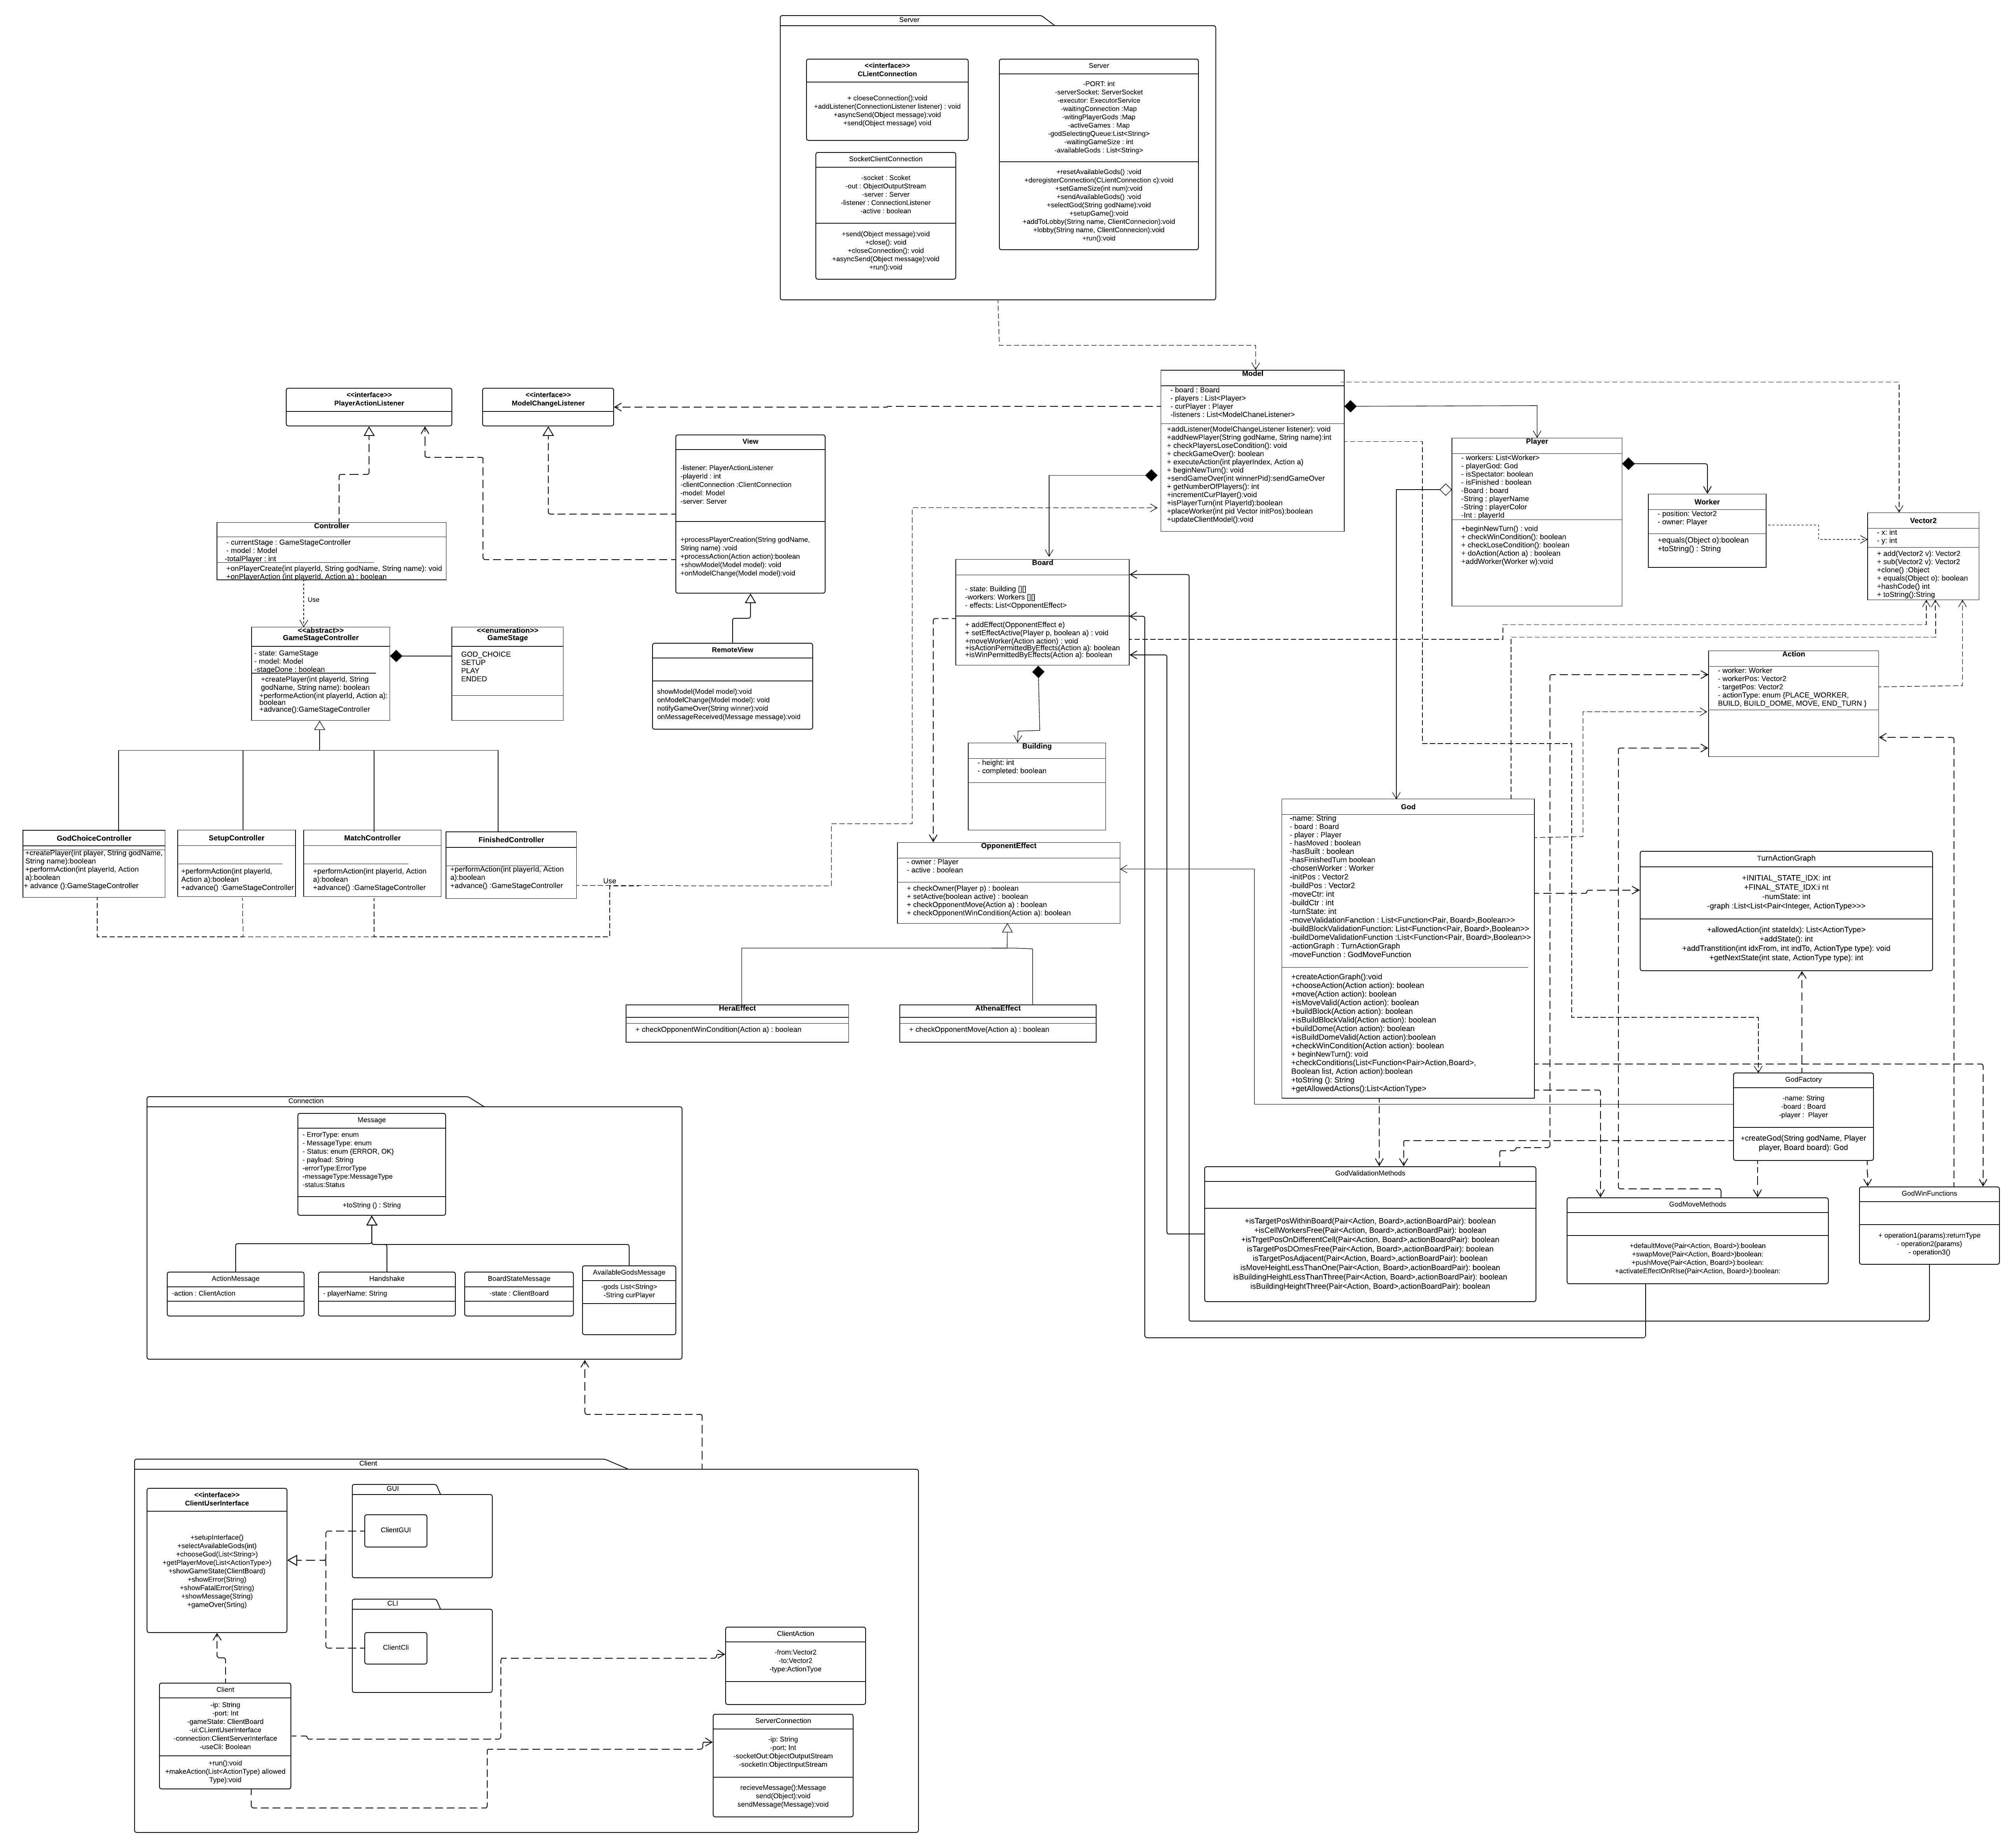 Server
<<interface>>
CLientConnection
+ cloeseConnection():void
+addListener(ConnectionListener listener) : void
+asyncSend(Object message):void
+send(Object message) void
SocketClientConnection
-socket : Scoket
-out : ObjectOutputStream
-server : Server
-listener : ConnectionListener
-active : boolean
+send(Object message):void
+close(): void
+closeConnection(): void
+asyncSend(Object message):void
+run():void
Server
-PORT: int
-serverSocket; ServerSocket
-executor: ExecutorService
-waitingConnection :Map
-witingPlayerGods :Map
-activeGames : Map
-godSelectingQueue:List<String>
-waitingGameSize : int
-availableGods : List<String>
+resetAvailableGods() :void
+deregisterConnection(CLientConnection c):void
+setGameSize(int num):void
+sendAvailableGods() :void
+selectGod(String godName):void
+setupGame():void
+addToLobby(String name, ClientConnecion):void
+lobby(String name, ClientConnecion):void
+run():void
<<interface>>
PlayerActionListener
<<interface>>
ModelChangeListener
View
-listener: PlayerActionListener
-playerId : int
-clientConnection :ClientConnection
-model: Model
-server: Server
+processPlayerCreation(String godName,
String name) :void
+processAction(Action action):boolean
+showModel(Model model): void
+onModelChange(Model model):void
RemoteView
showModel(Model model):void
onModelChange(Model model): void
notifyGameOver(String winner):void
onMessageReceived(Message message):void
Controller
- currentStage : GameStageController
- model : Model
-totalPlayer : int
+onPlayerCreate(int playerId, String godName, String name): void
+onPlayerAction (int playerId, Action a) : boolean
Use
<<abstract>>
GameStageController
- state: GameStage
- model: Model
-stageDone : boolean
+createPlayer(int playerId, String
godName, String name): boolean
+performeAction(int playerId, Action a):
boolean
+advance():GameStageController
<<enumeration>>
GameStage
GOD_CHOICE
SETUP
PLAY
ENDED
GodChoiceController
+createPlayer(int player, String godName,
String name):boolean
+performAction(int playerId, Action
a):boolean
+ advance ():GameStageController
SetupController
+performAction(int playerId,
Action a):boolean
+advance() :GameStageController
MatchController
+performAction(int playerId, Action
a):boolean
+advance() :GameStageController
FinishedController
+performAction(int playerId, Action
a):boolean
+advance() :GameStageController
Use
Model
- board : Board
- players : List<Player>
- curPlayer : Player
-listeners : List<ModelChaneListener>
+addListener(ModelChangeListener listener): void
+addNewPlayer(String godName, String name):int
+ checkPlayersLoseCondition(): void
+ checkGameOver(): boolean
+ executeAction(int playerIndex, Action a)
+ beginNewTurn(): void
+sendGameOver(int winnerPid):sendGameOver
+ getNumberOfPlayers(): int
+incrementCurPlayer():void
+isPlayerTurn(int PlayerId):boolean
+placeWorker(int pid Vector initPos):boolean
+updateClientModel():void
Player
- workers: List<Worker>
- playerGod: God
- isSpectator: boolean
- isFinished : boolean
-Board : board
-String : playerName
-String : playerColor
-Int : playerId
+beginNewTurn() : void
+ checkWinCondition(): boolean
+ checkLoseCondition(): boolean
+ doAction(Action a) : boolean
+addWorker(Worker w):void
Worker
- position: Vector2
- owner: Player
+equals(Object o):boolean
+toString() : String
Vector2
- x: int
- y: int
+ add(Vector2 v): Vector2
+ sub(Vector2 v): Vector2
+clone() :Object
+ equals(Object o): boolean
+hashCode() int
+ toString():String
Board
- state: Building [][]
-workers: Workers [][]
- effects: List<OpponentEffect>
+ addEffect(OpponentEffect e)
+ setEffectActive(Player p, boolean a) : void
+moveWorker(Action action) : void
+isActionPermittedByEffects(Action a): boolean
+isWinPermittedByEffects(Action a): boolean
Building
- height: int
- completed: boolean
OpponentEffect
- owner : Player
- active : boolean
+ checkOwner(Player p) : boolean
+ setActive(boolean active) : boolean
+ checkOpponentMove(Action a) : boolean
+ checkOpponentWinCondition(Action a): boolean
HeraEffect
+ checkOpponentWinCondition(Action a) : boolean
AthenaEffect
+ checkOpponentMove(Action a) : boolean
Action
- worker: Worker
- workerPos: Vector2
- targetPos: Vector2
- actionType: enum {PLACE_WORKER,
BUILD, BUILD_DOME, MOVE, END_TURN }
God
-name: String
- board : Board
- player : Player
- hasMoved : boolean
-hasBuilt : boolean
-hasFinishedTurn boolean
-chosenWorker : Worker
-initPos : Vector2
-buildPos : Vector2
-moveCtr: int
-buildCtr : int
-turnState: int
-moveValidationFanction : List<Function<Pair, Board>,Boolean>>
-buildBlockValidationFunction: List<Function<Pair, Board>,Boolean>>
-buildDomeValidationFunction :List<Function<Pair, Board>,Boolean>>
-actionGraph : TurnActionGraph
-moveFunction : GodMoveFunction
+createActionGraph():void
+chooseAction(Action action): boolean
+move(Action action): boolean
+isMoveValid(Action action): boolean
+buildBlock(Action action): boolean
+isBuildBlockValid(Action action): boolean
+buildDome(Action action): boolean
+isBuildDomeValid(Action action):boolean
+checkWinCondition(Action action): boolean
+ beginNewTurn(): void
+checkConditions(List<Function<Pair>Action,Board>,
Boolean list, Action action):boolean
+toString (): String
+getAllowedActions():List<ActionType>
TurnActionGraph
+INITIAL_STATE_IDX: int
+FINAL_STATE_IDX:i nt
-numState: int
-graph :List<List<Pair<Integer, ActionType>>>
+allowedAction(int stateIdx): List<ActionType>
+addState(): int
+addTranstition(int idxFrom, int indTo, ActionType type): void
+getNextState(int state, ActionType type): int
GodFactory
-name: String
-board : Board
-player : Player
+createGod(String godName, Player
player, Board board): God
GodValidationMethods
+isTargetPosWithinBoard(Pair<Action, Board>,actionBoardPair): boolean
+isCellWorkersFree(Pair<Action, Board>,actionBoardPair): boolean
+isTrgetPosOnDifferentCell(Pair<Action, Board>,actionBoardPair): boolean
isTargetPosDOmesFree(Pair<Action, Board>,actionBoardPair): boolean
isTargetPosAdjacent(Pair<Action, Board>,actionBoardPair): boolean
isMoveHeightLessThanOne(Pair<Action, Board>,actionBoardPair): boolean
isBuildingHeightLessThanThree(Pair<Action, Board>,actionBoardPair): boolean
isBuildingHeightThree(Pair<Action, Board>,actionBoardPair): boolean
GodMoveMethods
+defaultMove(Pair<Action, Board>):boolean
+swapMove(Pair<Action, Board>)boolean:
+pushMove(Pair<Action, Board>):boolean:
+activateEffectOnRIse(Pair<Action, Board>):boolean:
GodWinFunctions
+ operation1(params):returnType
- operation2(params)
- operation3()
Connection
Message
- ErrorType: enum
- MessageType: enum
- Status: enum {ERROR, OK}
- payload: String
-errorType:ErrorType
-messageType:MessageType
-status:Status
+toString () : String
ActionMessage
-action : ClientAction
Handshake
- playerName: String
BoardStateMessage
-state : ClientBoard
AvailableGodsMessage
-gods List<String>
-String curPlayer
Client
<<interface>>
ClientUserInterface
+setupInterface()
+selectAvailableGods(int)
+chooseGod(List<String>)
+getPlayerMove(List<ActionType>)
+showGameState(ClientBoard)
+showError(String)
+showFatalError(String)
+showMessage(String)
+gameOver(Srting)
GUI
ClientGUI
CLI
ClientCli
Client
-ip: String
-port: Int
-gameState: ClientBoard
-ui:CLientUserInterface
-connection:ClientServerInterface
-useCli: Boolean
+run():void
+makeAction(List<ActionType) allowed
Type):void
ClientAction
-from:Vector2
-to:Vector2
-type:ActionTyoe
ServerConnection
-ip: String
-port: Int
-socketOut:ObjectOutputStream
-socketIn:ObjectInputStream
recieveMessage():Message
send(Object):void
sendMessage(Message):void